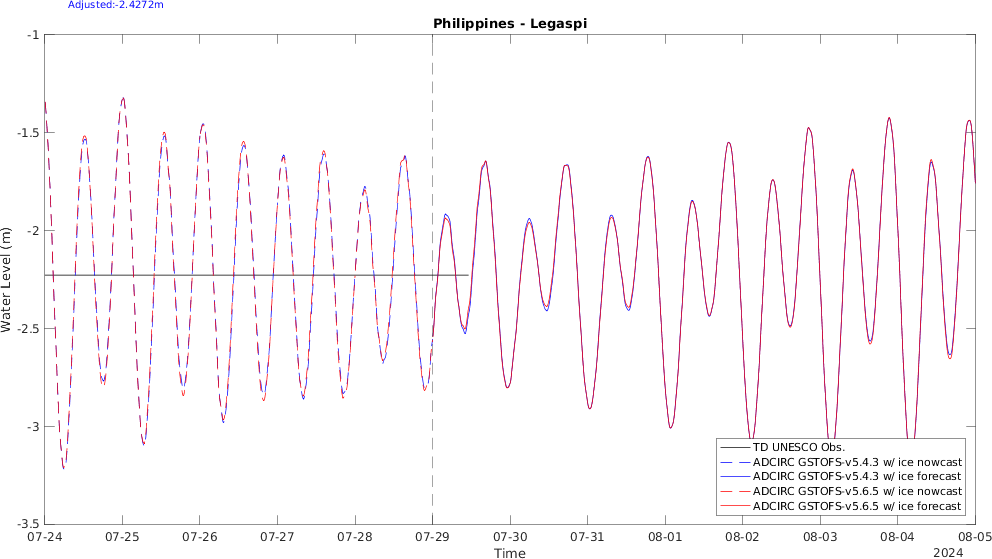 Adjusted:-2.4272m
Philippines - Legaspi
Water Level (m)
-1
-1.5
-2
-2.5
-3
-3.5
TD UNESCO Obs.
ADCIRC GSTOFS-v5.4.3 w/ ice nowcast
ADCIRC GSTOFS-v5.4.3 w/ ice forecast
ADCIRC GSTOFS-v5.6.5 w/ ice nowcast
ADCIRC GSTOFS-v5.6.5 w/ ice forecast
07-24 07-25 07-26 07-27 07-28 07-29 07-30 07-31 08-01 08-02 08-03 08-04 08-05
Time 2024